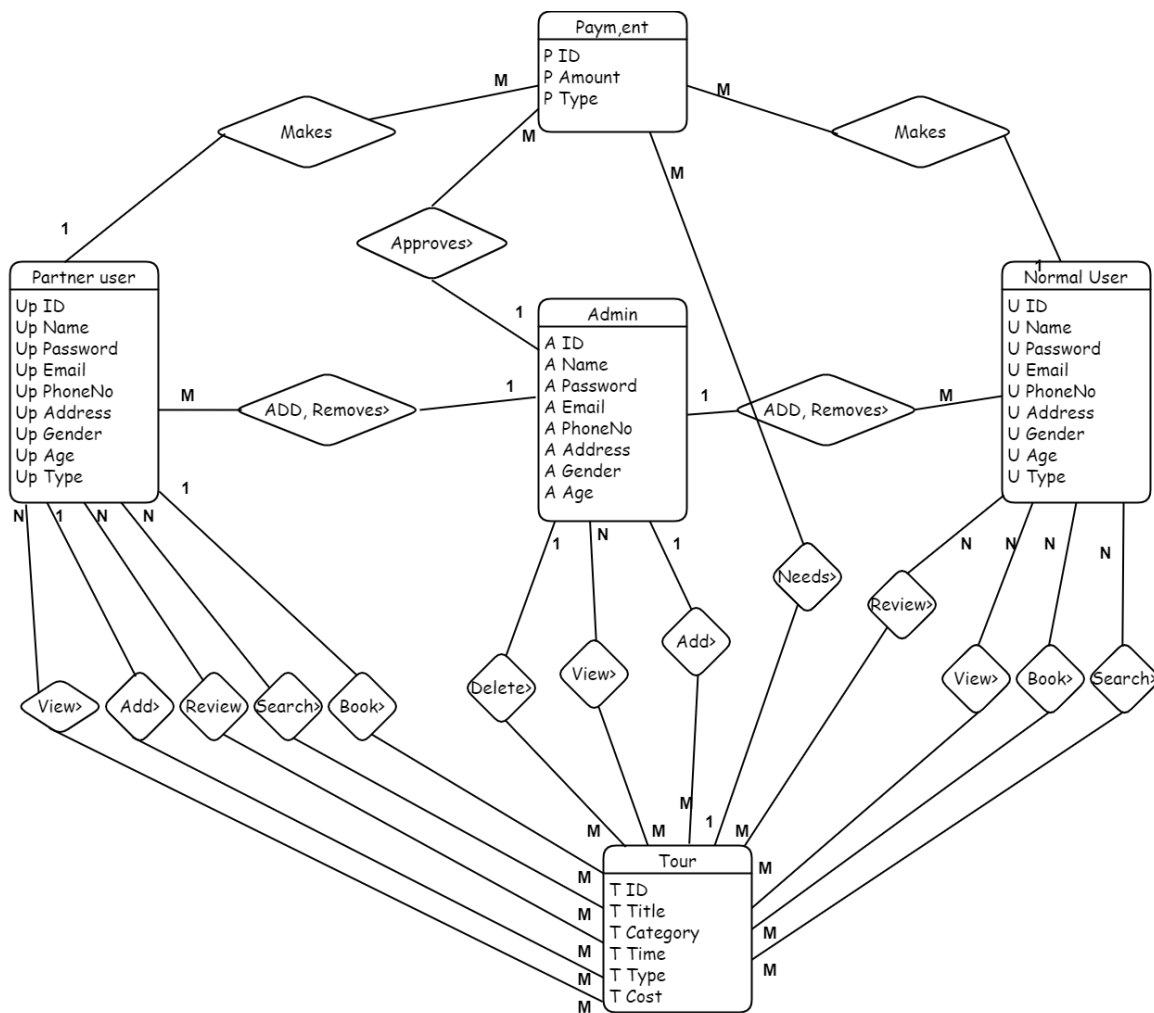 Paym,ent
P ID
P Amount
P Type
M
M
M
M
Makes
Makes
Approves>
1
1
1
Partner user
Up ID
Up Name
Up Password
Up Email
Up PhoneNo
Up Address
Up Gender
Up Age
Up Type
Admin
A ID
A Name
A Password
A Email
A PhoneNo
A Address
A Gender
A Age
Normal User
U ID
U Name
U Password
U Email
U PhoneNo
U Address
U Gender
U Age
U Type
M
ADD, Removes>
1
1
ADD, Removes>
M
N
1
N
N
1
1
N
1
N
N
N
N
Needs>
Review>
View>
Add>
Review
Search>
Book>
Delete>
View>
Add>
View>
Book>
Search>
M
M
M
1
M
M
M
M
M
M
M
M
M
Tour
T ID
T Title
T Category
T Time
T Type
T Cost